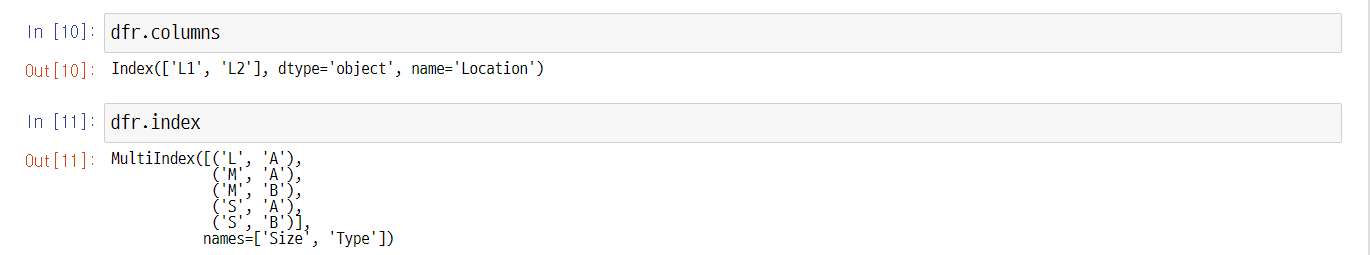 In [10]: dfr.columns
Out[10]: Index(['L1', 'L2'], dtype='object', name='Location')
In [11]: dfr.index
Out[11]: MultiIndex([('L', 'A'),
('M', 'A'),
('M', 'B'),
('S', 'A'),
('S', 'B')],
names=['Size', 'Type'])